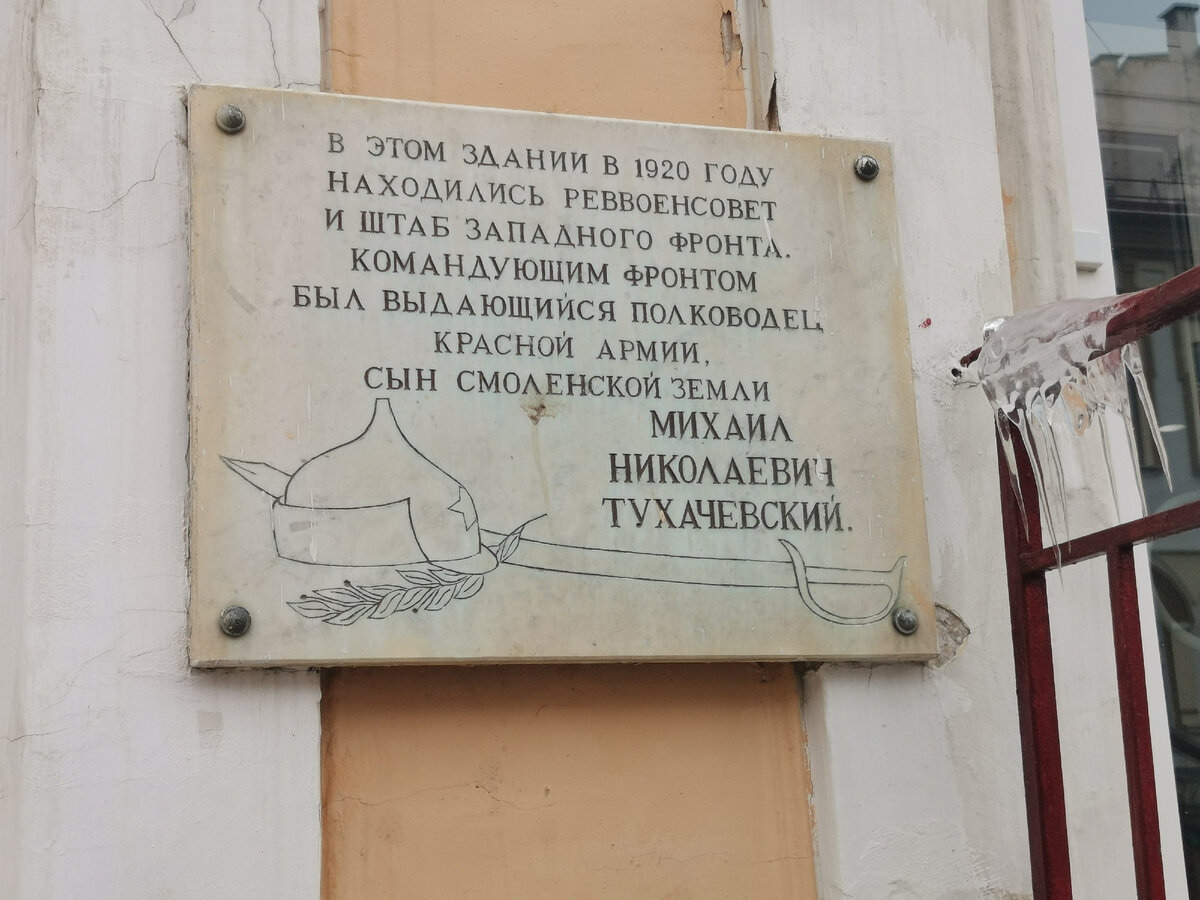 В ЭТОМ ЗДАНИИ В 1920 ГОДУ
НАХОДИЛИСЬ РЕВВОЕНСОВЕТ
И ШТАБ ЗАПАДНОГО ФРОНТА.
КОМАНДУЮЩИМ ФРОНТОМ
БЫЛ ВЫДАЮЩИЙСЯ ПОЛКОВОДЕЦ
КРАСНОЙ АРМИИ,
СЫН СМОЛЕНСКОЙ ЗЕМЛИ
МИХАИЛ
НИКОЛАЕВИЧ
ТУХАЧЕВСКИЙ.